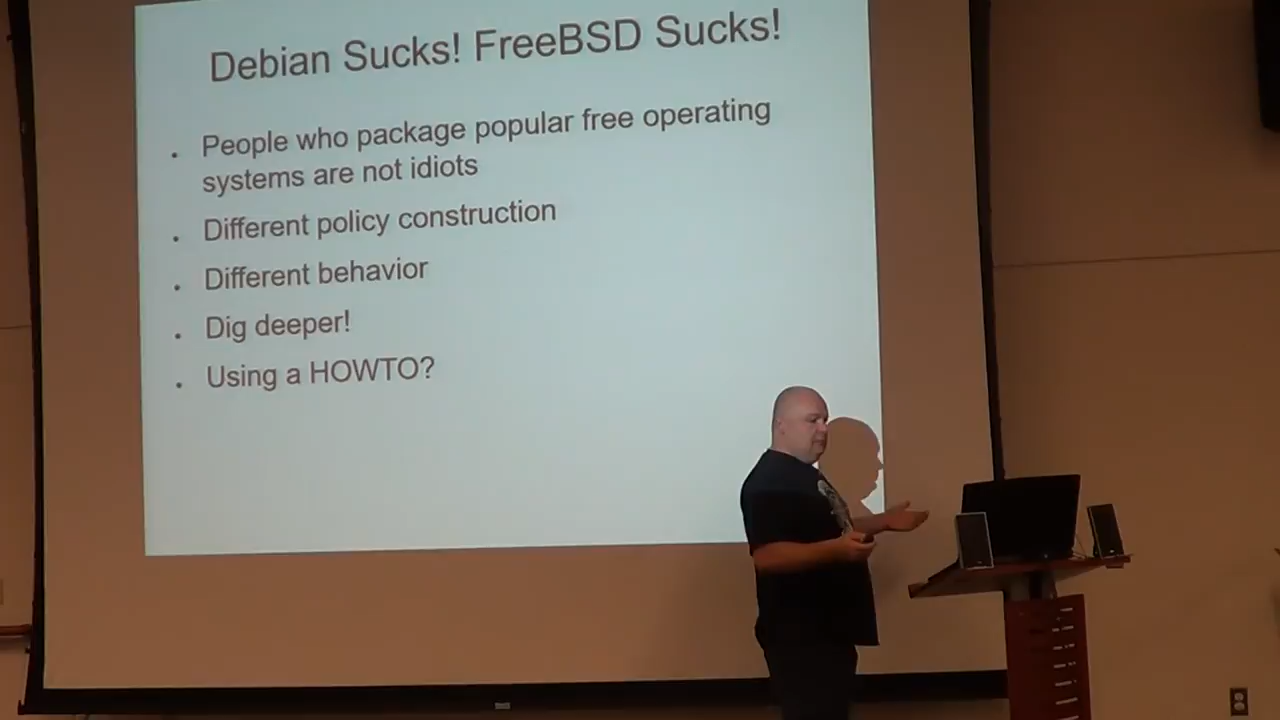 Debian Sucks! FreeBSD Sucks!
. People who package popular free operating
systems are not idiots
. Different policy construction
. Different behavior
. Dig deeper!
. Using a HOWTO?